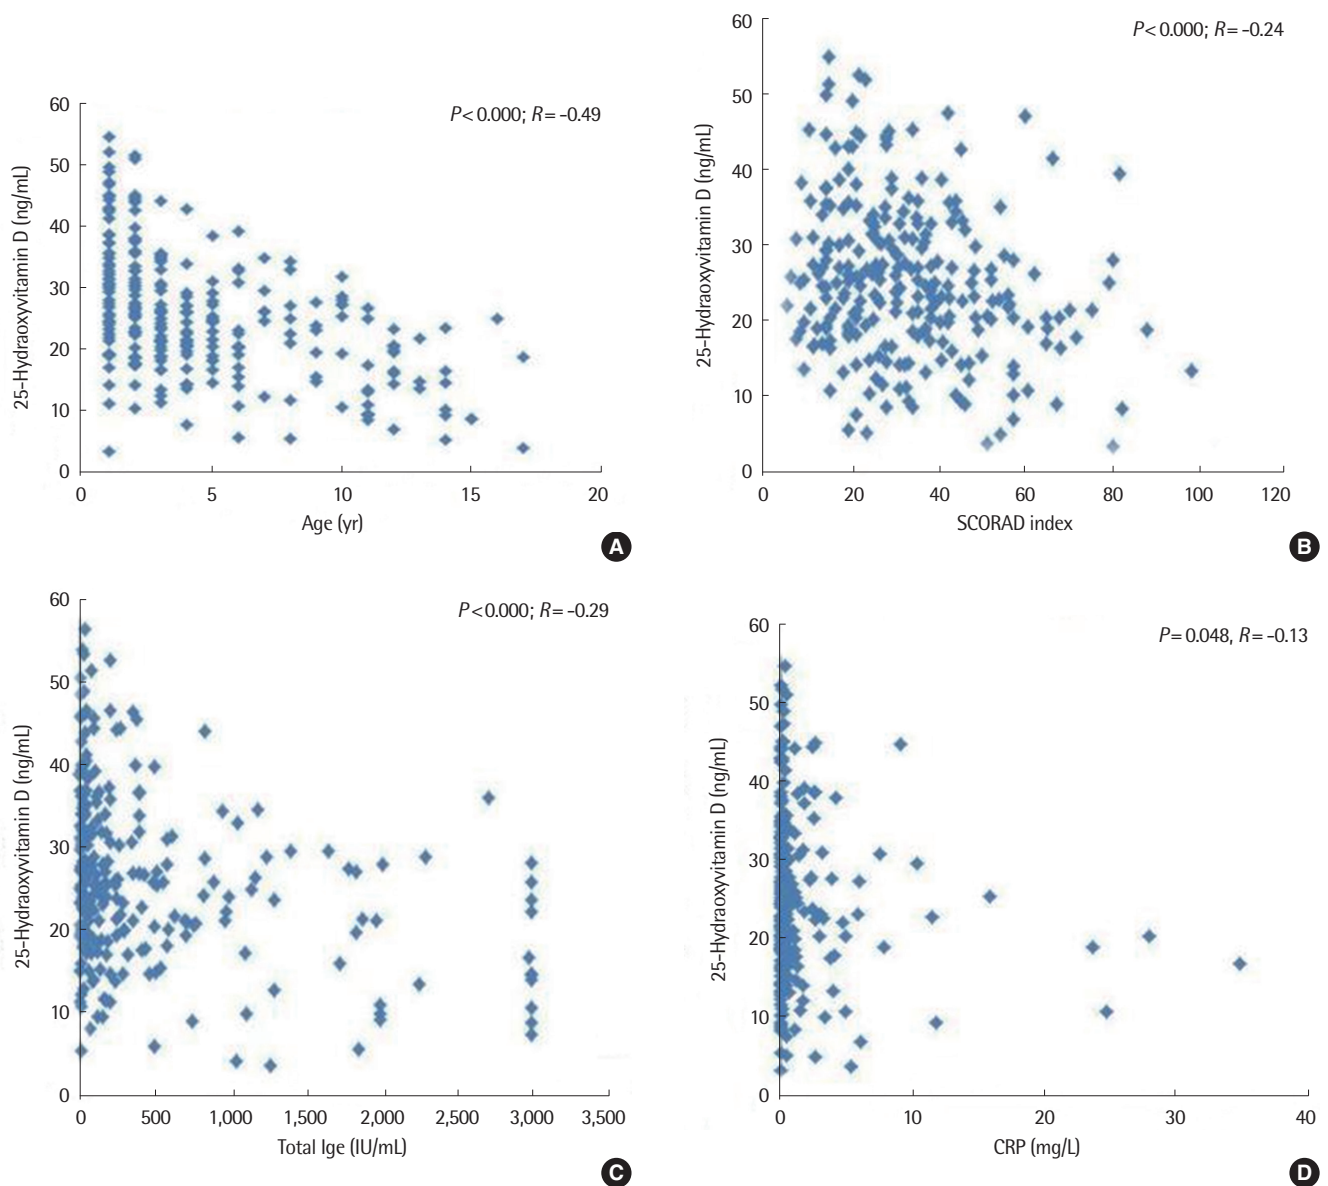 P< 0.000; R= -0.49
25-Hydraoxyvitamin D (ng/mL)
60
50
40
30
20
10
0
0 5 10 15 20
Age (yr)
A
P< 0.000; R= -0.24
25-Hydraoxyvitamin D (ng/mL)
60
50
40
30
20
10
0
0 20 40 60 80 100 120
SCORAD index
B
P<0.000; R= -0.29
25-Hydraoxyvitamin D (ng/mL)
60
50
40
30
20
10
0
0 500 1,000 1,500 2,000 2,500 3,000 3,500
Total Ige (IU/mL)
C
P= 0.048, R= -0.13
25-Hydraoxyvitamin D (ng/mL)
60
50
40
30
20
10
0
0 10 20 30 40
CRP (mg/L)
D